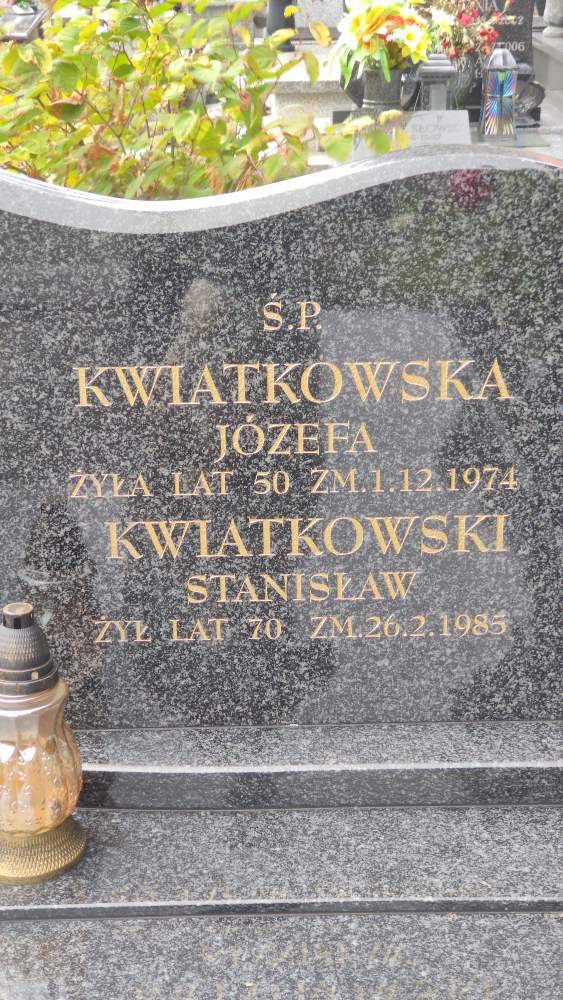 Ś.P.
KWIATKOWSKA
JÓZEFA
ŻYŁA LAT 50 ZM.1.12.1974
KWIATKOWSKI
STANISŁAW
ŻYŁ LAT 70 ZM.26.2.1985